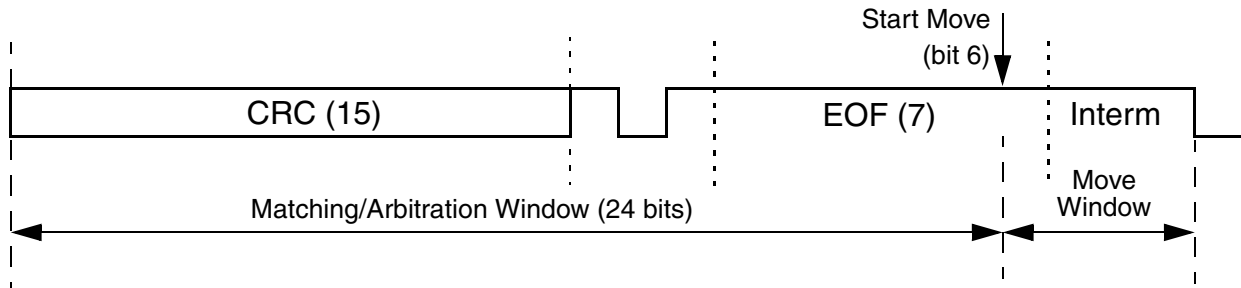 Start Move
(bit 6)
CRC (15)
EOF (7)
Interm
Matching/Arbitration Window (24 bits)
Move
Window